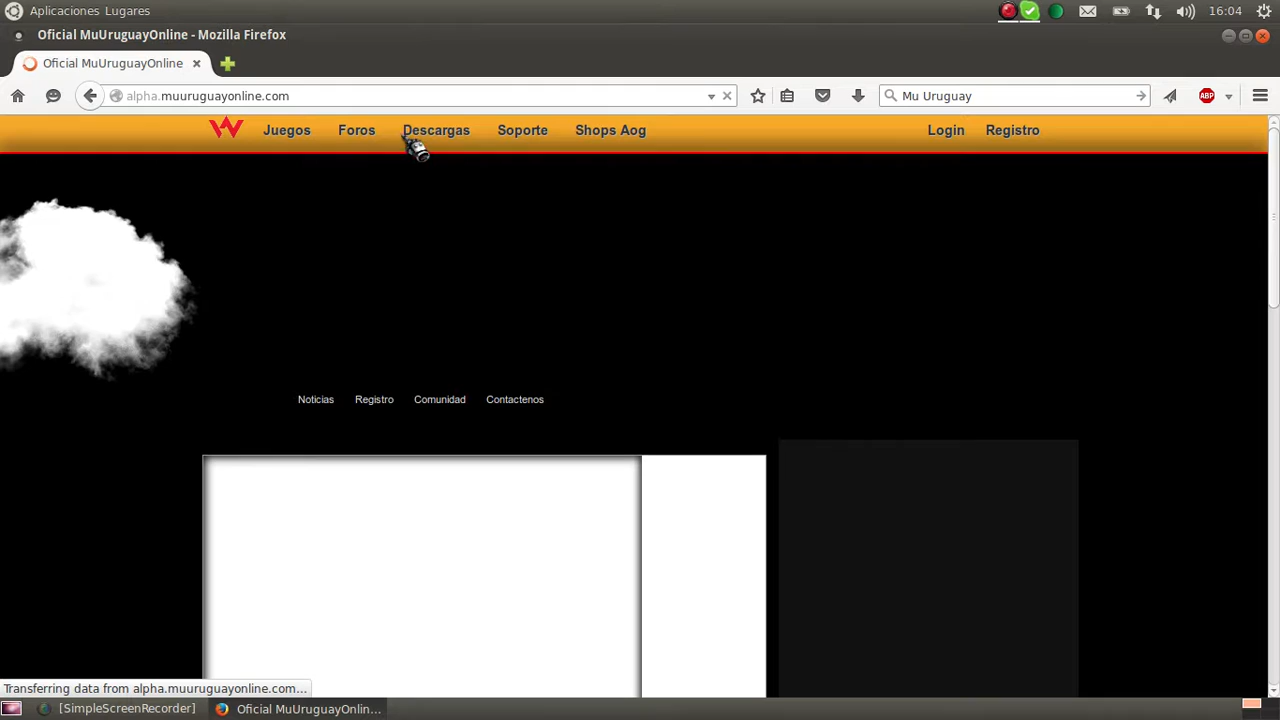 Aplicaciones Lugares
16:04
Oficial MuUruguayOnline - Mozilla Firefox
Oficial MuUruguayOnline
alpha.muuruguayonline.com
Mu Uruguay
ABP
Juegos Foros Descargas Soporte Shops Aog Login Registro
Noticias Registro Comunidad Contactenos
Transferring data from alpha.muuruguayonline.com...
[SimpleScreenRecorder] Oficial MuUruguayOnlin...